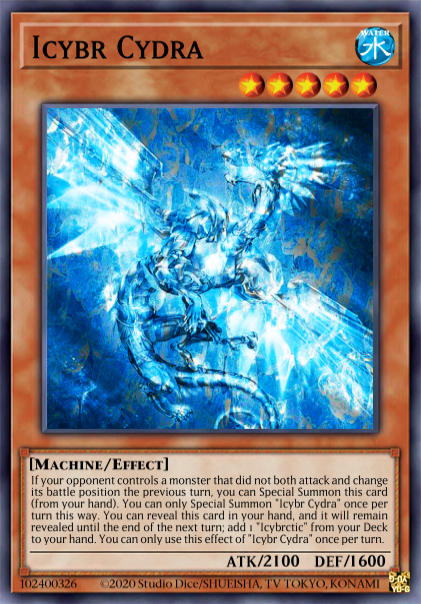 ICYBR CYDRA
WATER
水
[MACHINE/EFFECT]
If your opponent controls a monster that did not both attack and change
its battle position the previous turn, you can Special Summon this card
(from your hand). You can only Special Summon "Icybr Cydra" once per
turn this way. You can reveal this card in your hand, and it will remain
revealed until the end of the next turn; add 1 "Icybrctic" from your Deck
to your hand. You can only use this effect of "Icybr Cydra" once per turn.
ATK/2100 DEF/1600
102400326 ©2020 Studio Dice/SHUEISHA, TV TOKYO, KONAMI